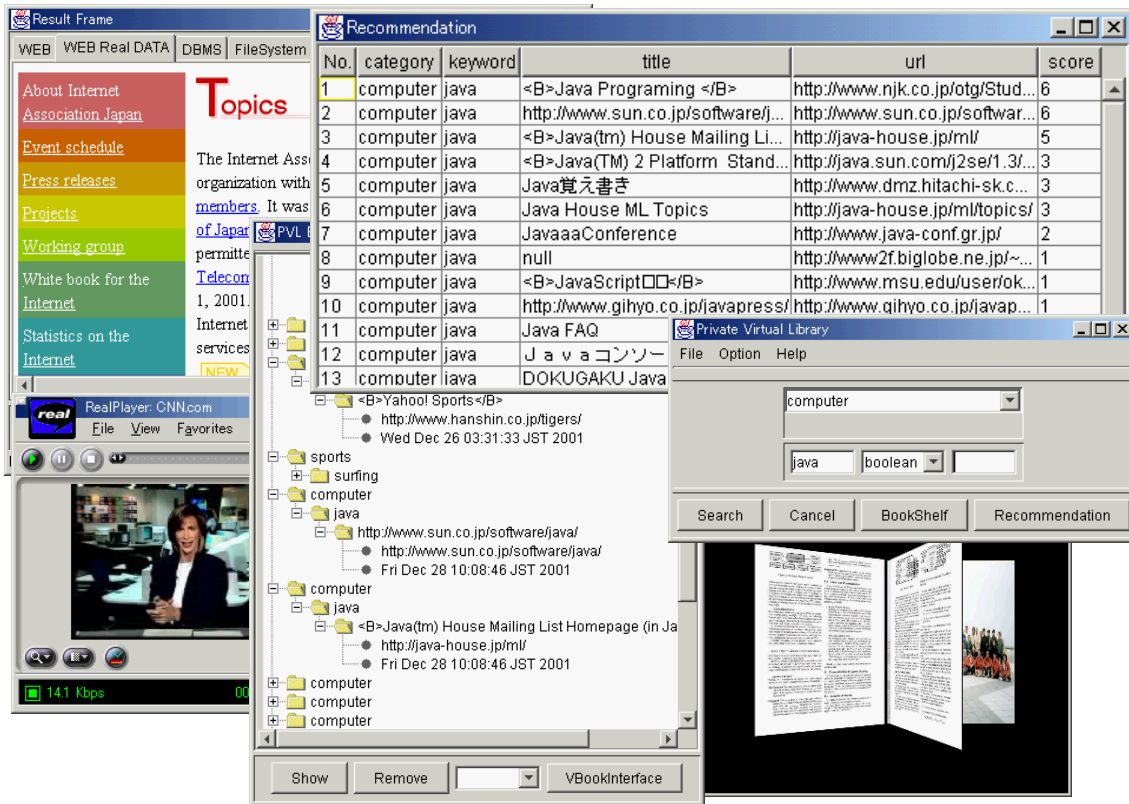 Result Frame
WEB WEB Real DATA DBMS FileSystem
About Internet
Association Japan
Event schedule
Press releases
Projects
Working group
White book for the
Internet
Statistics on the
Internet
Topics
The Internet
organization with
members. It was
of
permitte
1, 2001.
Internet
services
NEW
Recommendation
No. category keyword title url score
1 computer java <B>Java Programing </B> http://www.njk.co.jp/otg/Stud... 6
2 computer java http://www.sun.co.jp/software/j... http://www.sun.co.jp/softwar... 6
3 computer java <B>Java(tm) House Mailing Li... http://java-house.jp/ml/ 5
4 computer java <B>Java(TM) 2 Platform Stand... http://java.sun.com/j2se/1.3/... 3
5 computer java Java覚え書き http://www.dmz.hitachi-sk.c... 3
6 computer java Java House ML Topics http://java-house.jp/ml/topics/ 3
7 computer java JavaaaConference http://www.java-conf.gr.jp/ 2
8 computer java null http://www2f.biglobe.ne.jp/~... 1
9 computer java <B>JavaScript□□</B> http://www.msu.edu/user/ok... 1
10 computer java http://www.gihyo.co.jp/javapress/ http://www.gihyo.co.jp/javap... 1
11 computer java Java FAQ
12 computer java Ｊａｖａコンソー
13 computer java DOKUGAKU Java
Private Virtual Library
File Option Help
computer
java boolean
Search Cancel BookShelf Recommendation
PVL
<B>Yahoo! Sports</B>
http://www.hanshin.co.jp/tigers/
Wed Dec 26 03:31:33 JST 2001
sports
surfing
computer
java
http://www.sun.co.jp/software/java/
http://www.sun.co.jp/software/java/
Fri Dec 28 10:08:46 JST 2001
computer
java
<B>Java(tm) House Mailing List Homepage (in Ja
http://java-house.jp/ml/
Fri Dec 28 10:08:46 JST 2001
computer
computer
computer
Show Remove VBookInterface
real
RealPlayer: CNN.com
File View Favorites
14.1 Kbps 00